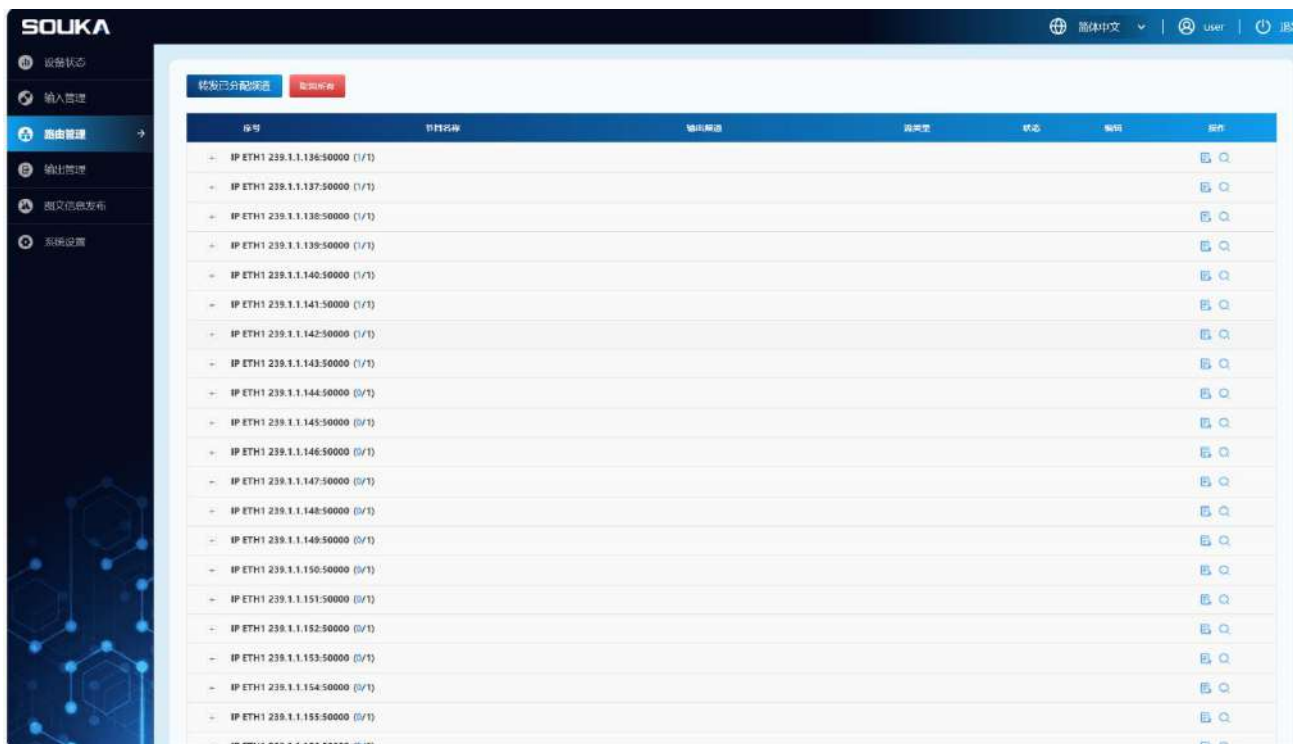 SOUKA
简体中文 | user |
设备状态
输入管理
路由管理
输出管理
图文信息发布
系统设置
转发已分配频道 取消所有
序号 节目名称 输出频道 流类型 状态 编辑 操作
+ IP ETH1 239.1.1.136:50000 (1/1)
+ IP ETH1 239.1.1.137:50000 (1/1)
+ IP ETH1 239.1.1.138:50000 (1/1)
+ IP ETH1 239.1.1.139:50000 (1/1)
+ IP ETH1 239.1.1.140:50000 (1/1)
+ IP ETH1 239.1.1.141:50000 (1/1)
+ IP ETH1 239.1.1.142:50000 (1/1)
+ IP ETH1 239.1.1.143:50000 (1/1)
+ IP ETH1 239.1.1.144:50000 (0/1)
+ IP ETH1 239.1.1.145:50000 (0/1)
+ IP ETH1 239.1.1.146:50000 (0/1)
+ IP ETH1 239.1.1.147:50000 (0/1)
+ IP ETH1 239.1.1.148:50000 (0/1)
+ IP ETH1 239.1.1.149:50000 (0/1)
+ IP ETH1 239.1.1.150:50000 (0/1)
+ IP ETH1 239.1.1.151:50000 (0/1)
+ IP ETH1 239.1.1.152:50000 (0/1)
+ IP ETH1 239.1.1.153:50000 (0/1)
+ IP ETH1 239.1.1.154:50000 (0/1)
+ IP ETH1 239.1.1.155:50000 (0/1)